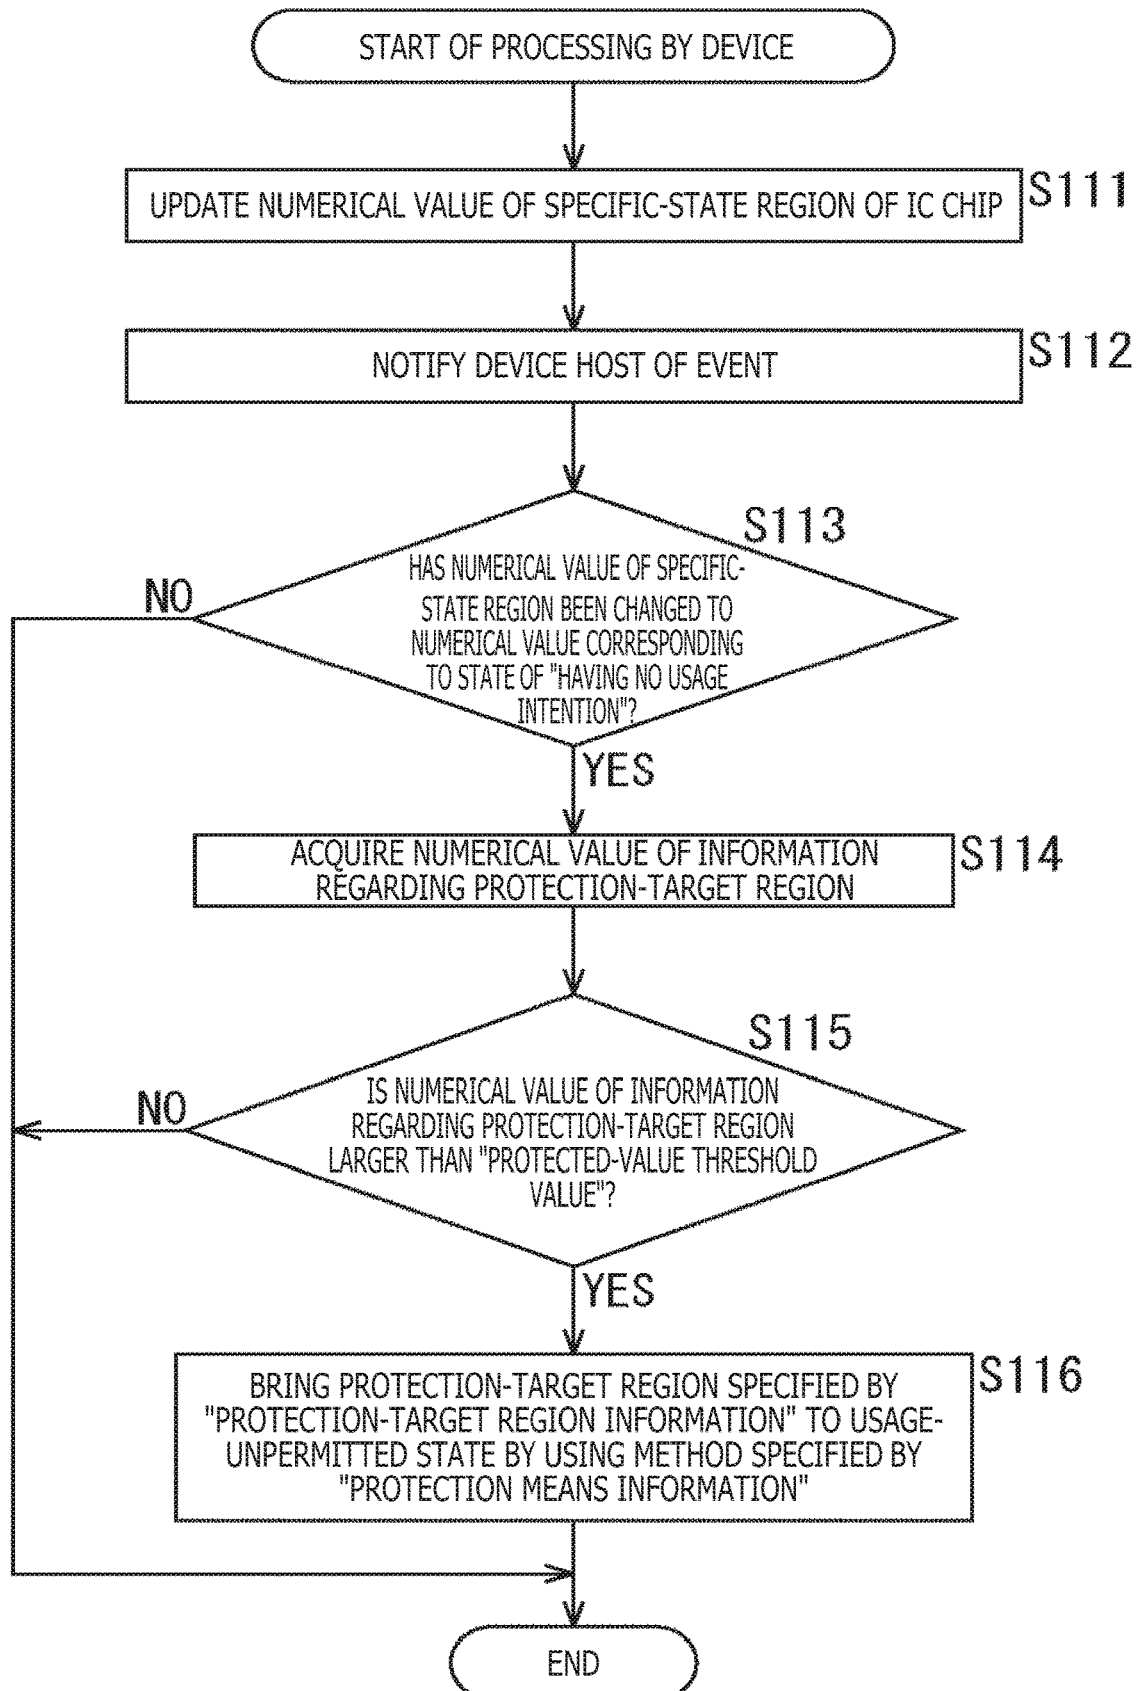 START OF PROCESSING BY DEVICE
UPDATE NUMERICAL VALUE OF SPECIFIC-STATE REGION OF IC CHIP
S111
NOTIFY DEVICE HOST OF EVENT
S112
S113
HAS NUMERICAL VALUE OF SPECIFIC-
STATE REGION BEEN CHANGED TO
NUMERICAL VALUE CORRESPONDING
TO STATE OF "HAVING NO USAGE
INTENTION"?
NO
YES
ACQUIRE NUMERICAL VALUE OF INFORMATION
REGARDING PROTECTION-TARGET REGION
S114
S115
IS NUMERICAL VALUE OF INFORMATION
REGARDING PROTECTION-TARGET REGION
LARGER THAN "PROTECTED-VALUE THRESHOLD
VALUE"?
NO
YES
BRING PROTECTION-TARGET REGION SPECIFIED BY
"PROTECTION-TARGET REGION INFORMATION" TO USAGE-
UNPERMITTED STATE BY USING METHOD SPECIFIED BY
"PROTECTION MEANS INFORMATION"
S116
END